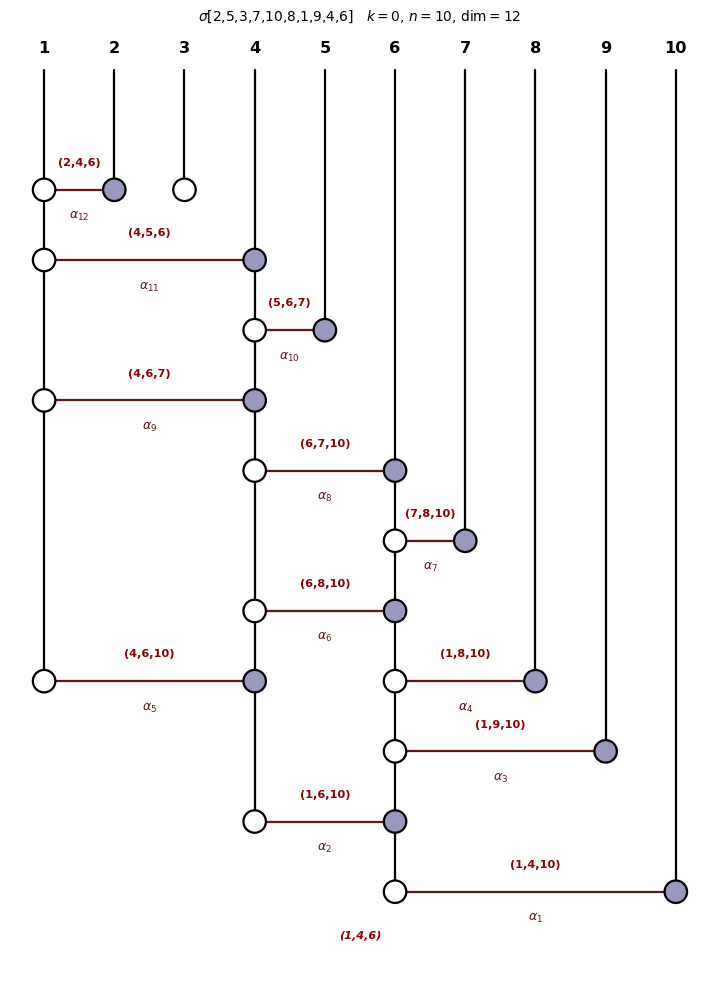 σ[2,5,3,7,10,8,1,9,4,6]   k = 0, n = 10, dim = 12
1 2 3 4 5 6 7 8 9 10
(2,4,6)
α₁₂
(4,5,6)
α₁₁
(5,6,7)
α₁₀
(4,6,7)
α₉
(6,7,10)
α₈
(7,8,10)
α₇
(6,8,10)
α₆
(4,6,10) (1,8,10)
α₅ α₄
(1,9,10)
α₃
(1,6,10)
α₂
(1,4,10)
α₁
(1,4,6)